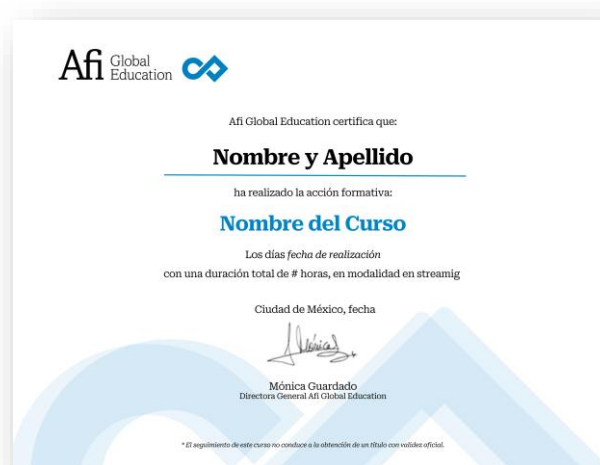 Afi Global
Education
Afi Global Education certifica que:
Nombre y Apellido
ha realizado la acción formativa:
Nombre del Curso
Los días fecha de realización
con una duración total de # horas, en modalidad en streamig
Ciudad de México, fecha
Mónica
Mónica Guardado
Directora General Afi Global Education
* El seguimiento de este curso no conduce a la obtención de un título con validez oficial.